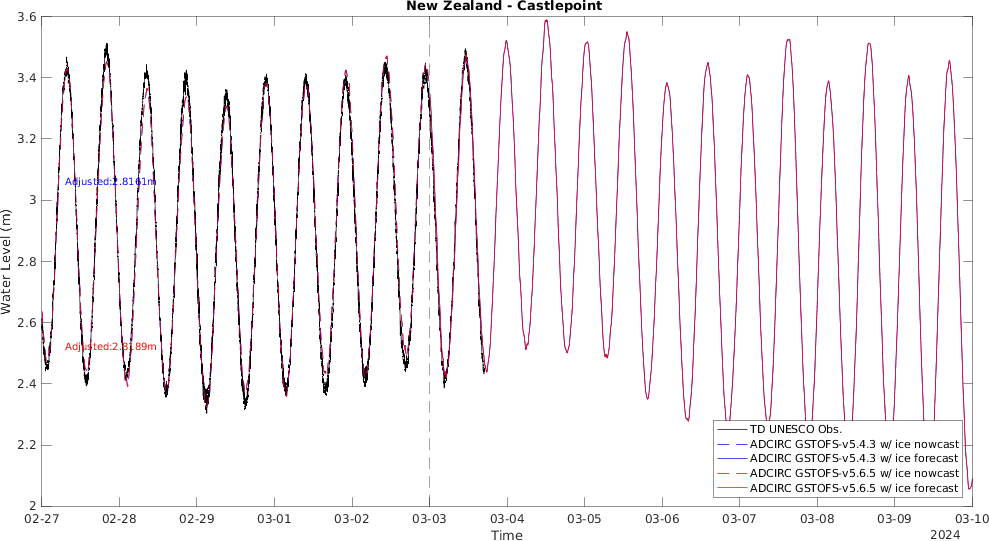 New Zealand - Castlepoint
3.6
3.4
3.2
3
2.8
2.6
2.4
2.2
2
Water Level (m)
Adjusted:2.8161m
Adjusted:2.8189m
TD UNESCO Obs.
ADCIRC GSTOFS-v5.4.3 w/ ice nowcast
ADCIRC GSTOFS-v5.4.3 w/ ice forecast
ADCIRC GSTOFS-v5.6.5 w/ ice nowcast
ADCIRC GSTOFS-v5.6.5 w/ ice forecast
02-27 02-28 02-29 03-01 03-02 03-03 03-04 03-05 03-06 03-07 03-08 03-09 03-10
Time
2024